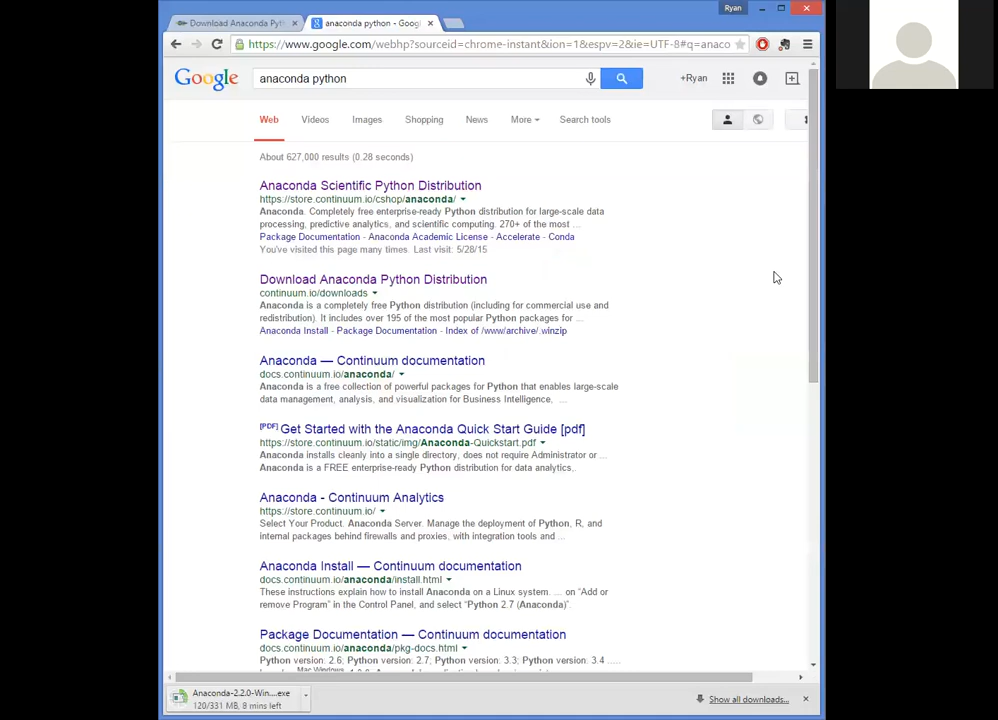 Ryan
Download Anaconda Pyth
anaconda python - Goog
https://www.google.com/webhp?sourceid=chrome-instant&ion=1&espv=2&ie=UTF-8#q=anaco
Google
anaconda python
+Ryan
Web Videos Images Shopping News More Search tools
About 627,000 results (0.28 seconds)
Anaconda Scientific Python Distribution
https://store.continuum.io/cshop/anaconda/
Anaconda. Completely free enterprise-ready Python distribution for large-scale data
processing, predictive analytics, and scientific computing. 270+ of the most ...
Package Documentation - Anaconda Academic License - Accelerate - Conda
You've visited this page many times. Last visit: 5/28/15
Download Anaconda Python Distribution
continuum.io/downloads
Anaconda is a completely free Python distribution (including for commercial use and
redistribution). It includes over 195 of the most popular Python packages for ...
Anaconda Install - Package Documentation - Index of /www/archive/.winzip
Anaconda — Continuum documentation
docs.continuum.io/anaconda/
Anaconda is a free collection of powerful packages for Python that enables large-scale
data management, analysis, and visualization for Business Intelligence, ...
[PDF] Get Started with the Anaconda Quick Start Guide [pdf]
https://store.continuum.io/static/img/Anaconda-Quickstart.pdf
Anaconda installs cleanly into a single directory, does not require Administrator or ...
Anaconda is a FREE enterprise-ready Python distribution for data analytics,.
Anaconda - Continuum Analytics
https://store.continuum.io/
Select Your Product. Anaconda Server. Manage the deployment of Python, R, and
internal packages behind firewalls and proxies, with integration tools and ...
Anaconda Install — Continuum documentation
docs.continuum.io/anaconda/install.html
These instructions explain how to install Anaconda on a Linux system. ... on “Add or
remove Program” in the Control Panel, and select “Python 2.7 (Anaconda)”.
Package Documentation — Continuum documentation
docs.continuum.io/anaconda/pkg-docs.html
Python version: 2.6; Python version: 2.7; Python version: 3.3; Python version: 3.4 .....
Mac Windows
Anaconda-2.2.0-Win....exe
120/331 MB, 8 mins left
Show all downloads...